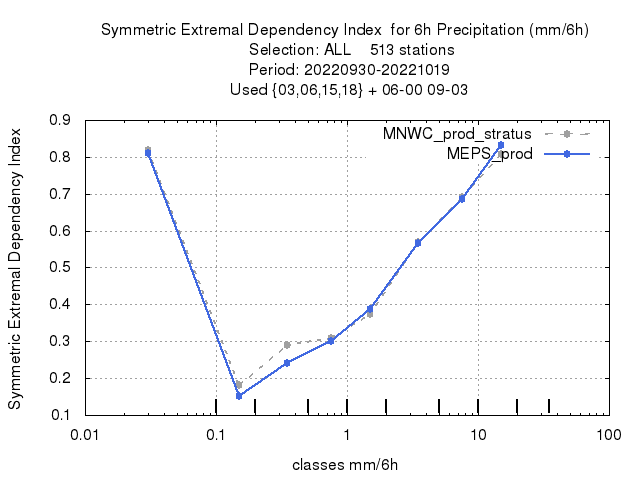 Symmetric Extremal Dependency Index  for 6h Precipitation (mm/6h)
Selection: ALL    513 stations
Period: 20220930-20221019
Used {03,06,15,18} + 06-00 09-03
MNWC_prod_stratus
MEPS_prod
Symmetric Extremal Dependency Index
0.9
0.8
0.7
0.6
0.5
0.4
0.3
0.2
0.1
0.01 0.1 1 10 100
classes mm/6h